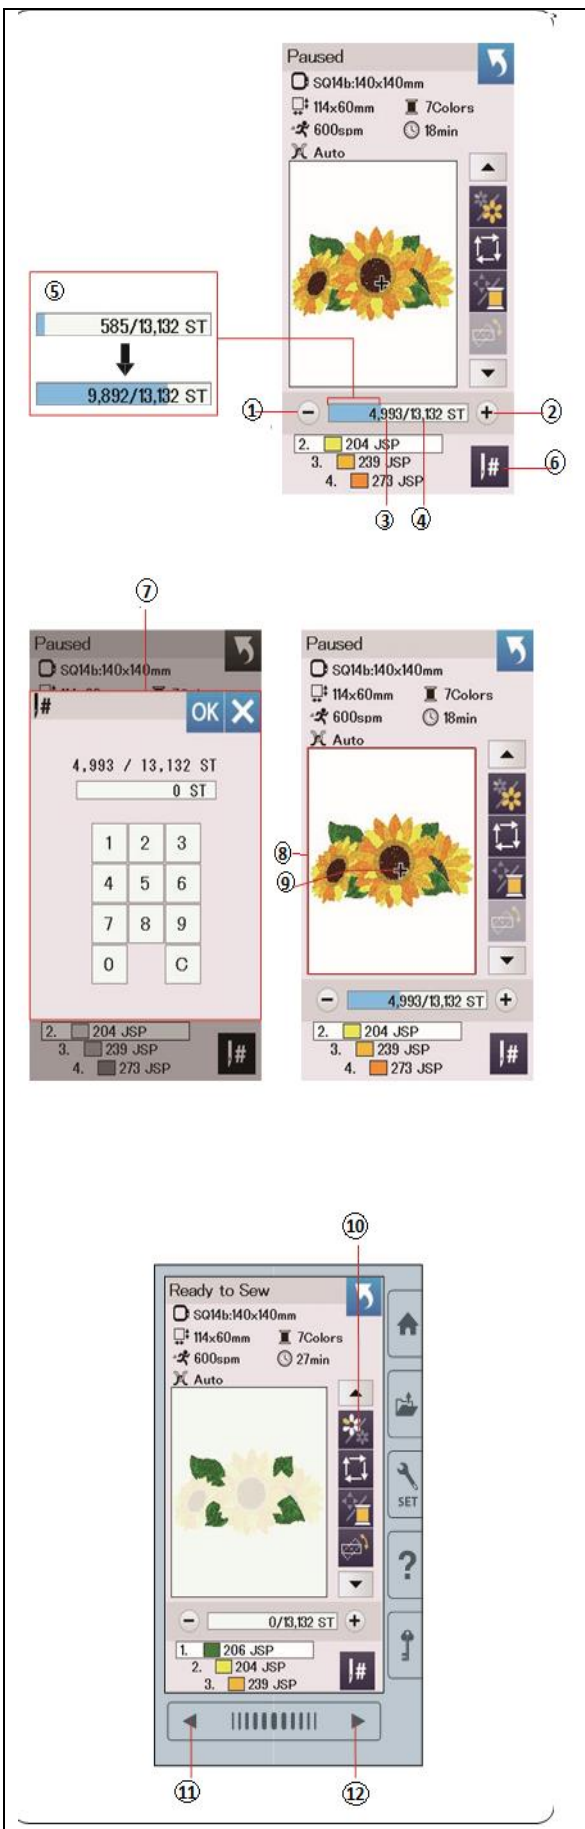 Paused
SQ14b:140x140mm
114x60mm 7Colors
600spm 18min
Auto
⑤
585/13,132 ST
9,892/13,132 ST
① − 4,993/13,132 ST + ②
2. 204 JSP
3. 239 JSP
4. 273 JSP
#
⑥
③ ④
⑦
Paused
SQ14b:140x140mm
#
OK X
4,993 / 13,132 ST
0 ST
1 2 3
4 5 6
7 8 9
0 C
2. 204 JSP
3. 239 JSP
4. 273 JSP
#
Paused
SQ14b:140x140mm
114x60mm 7Colors
600spm 18min
Auto
⑧
⑨
− 4,993/13,132 ST +
2. 204 JSP
3. 239 JSP
4. 273 JSP
#
⑩
Ready to Sew
SQ14b:140x140mm
114x60mm 7Colors
600spm 27min
Auto
SET
?
− 0/13,132 ST +
1. 206 JSP
2. 204 JSP
3. 239 JSP
#
⑪ ⑫